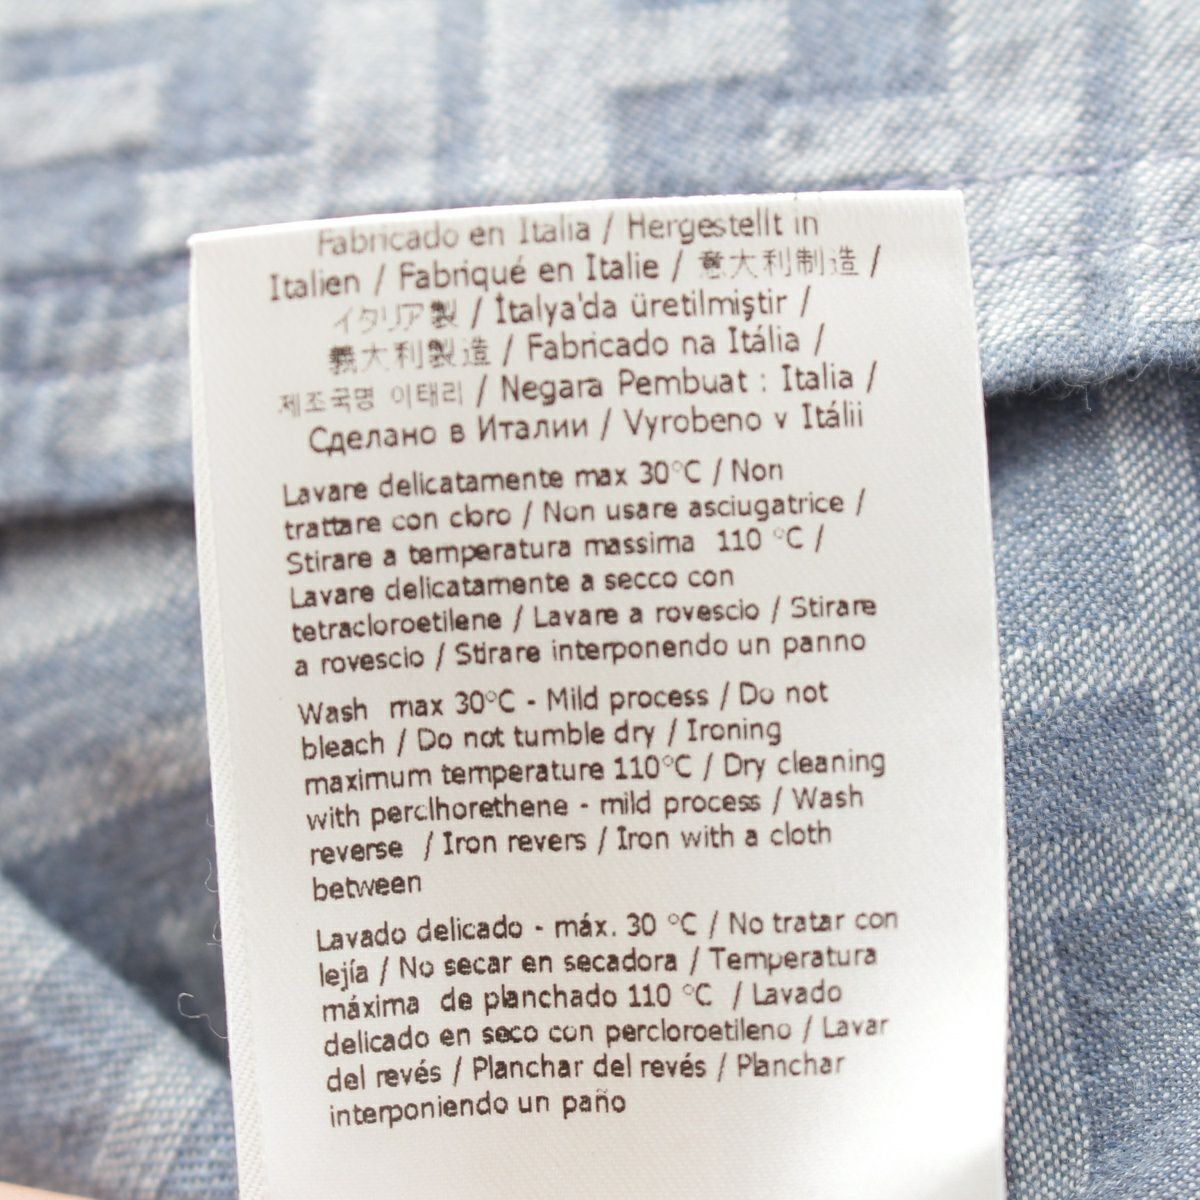 Fabricado en Italia / Hergestellt in
Italien / Fabriqué en Italie / 意大利制造 /
イタリア製 / İtalya'da üretilmiştir /
義大利製造 / Fabricado na Itália /
제조국명 이태리 / Negara Pembuat : Italia /
Сделано в Италии / Vyrobeno v Itálii
Lavare delicatamente max 30°C / Non
trattare con cloro / Non usare asciugatrice /
Stirare a temperatura massima 110 °C /
Lavare delicatamente a secco con
tetracloroetilene / Lavare a rovescio / Stirare
a rovescio / Stirare interponendo un panno
Wash max 30°C - Mild process / Do not
bleach / Do not tumble dry / Ironing
maximum temperature 110°C / Dry cleaning
with perclhorethene - mild process / Wash
reverse / Iron revers / Iron with a cloth
between
Lavado delicado - máx. 30 °C / No tratar con
lejía / No secar en secadora / Temperatura
máxima de planchado 110 °C / Lavado
delicado en seco con percloroetileno / Lavar
del revés / Planchar del revés / Planchar
interponiendo un paño